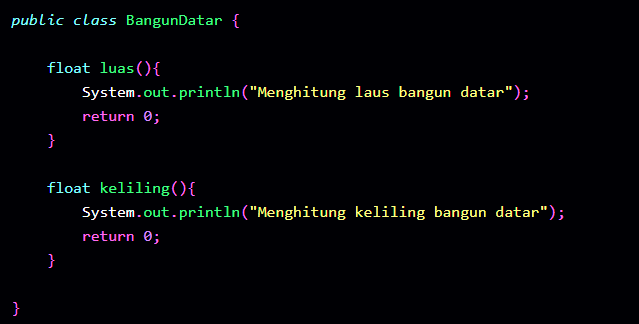 public class BangunDatar {
float luas(){
System.out.println("Menghitung laus bangun datar");
return 0;
}
float keliling(){
System.out.println("Menghitung keliling bangun datar");
return 0;
}
}